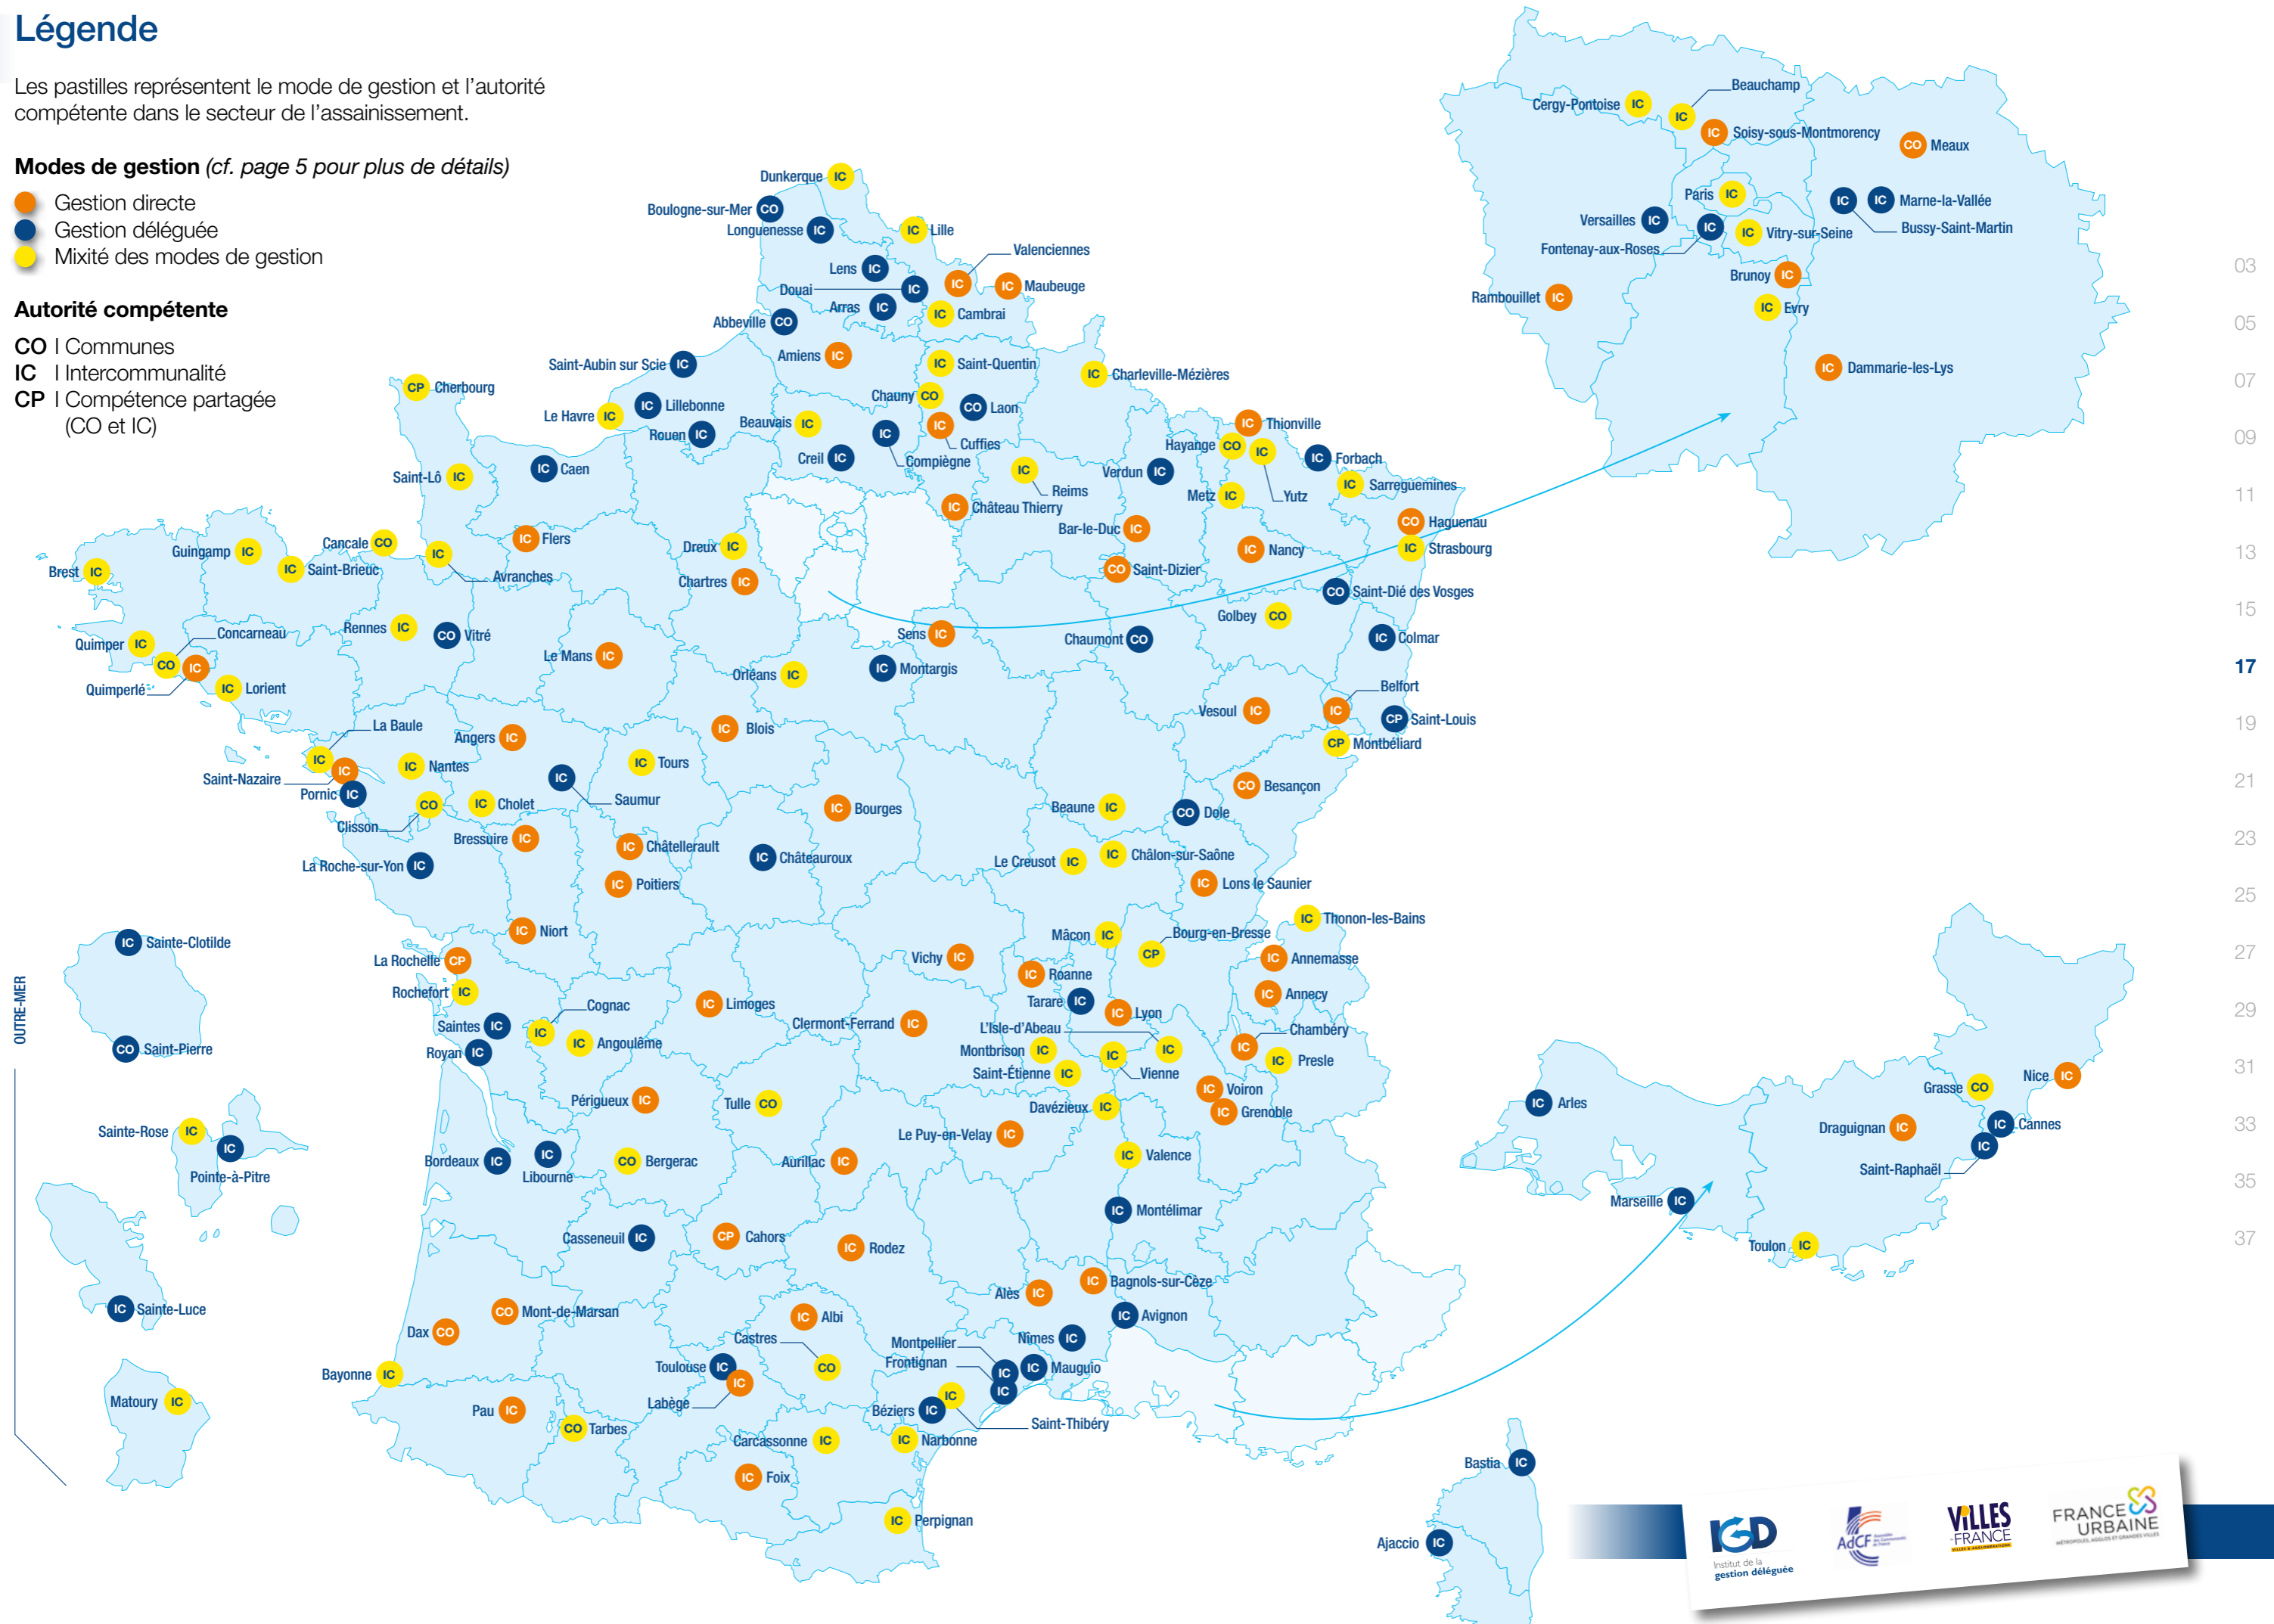 Légende
Les pastilles représentent le mode de gestion et l'autorité
compétente dans le secteur de l'assainissement.
Modes de gestion (cf. page 5 pour plus de détails)
Gestion directe
Gestion déléguée
Mixité des modes de gestion
Autorité compétente
CO I Communes
IC I Intercommunalité
CP I Compétence partagée
(CO et IC)
Dunkerque IC
Boulogne-sur-Mer CO
Longuenesse IC
IC Lille
Valenciennes
IC
Lens IC
Douai IC
IC Maubeuge
Arras IC
IC Cambrai
Abbeville CO
Amiens IC
Saint-Aubin sur Scie IC
IC Saint-Quentin
IC Charleville-Mézières
CP Cherbourg
Chauny CO
CO Laon
IC Lillebonne
Le Havre IC
Rouen IC
Beauvais IC
IC
Compiègne
IC
Cuffies
Creil IC
IC Thionville
Hayange CO
IC
Yutz
IC Forbach
Verdun IC
IC
Reims
Metz IC
IC Sarreguemines
Saint-Lô IC
IC Caen
IC Château Thierry
Bar-le-Duc IC
CO Haguenau
IC Strasbourg
IC Flers
Cancale CO
Guingamp IC
IC Saint-Brieuc
Brest IC
IC
Avranches
Dreux IC
Chartres IC
IC Nancy
CO Saint-Dizier
CO Saint-Dié des Vosges
Golbey CO
Rennes IC
CO Vitré
Concarneau
CO
Quimper IC
IC
Quimperlé
IC Lorient
Le Mans IC
Sens IC
Chaumont CO
IC Colmar
Orléans IC
IC Montargis
Belfort
IC
Vesoul IC
CP Saint-Louis
CP Montbéliard
La Baule
IC
Saint-Nazaire
IC
Pornic IC
Angers IC
IC Nantes
IC Blois
IC Tours
IC
Saumur
CO
Clisson
IC Cholet
IC Bourges
CO Besançon
Beaune IC
CO Dole
Bressuire IC
IC Châtellerault
IC Châteauroux
La Roche-sur-Yon IC
IC Poitiers
Le Creusot IC
IC Châlon-sur-Saône
IC Lons le Saunier
IC Niort
IC Thonon-les-Bains
Mâcon IC
Bourg-en-Bresse
CP
La Rochelle CP
Vichy IC
IC Annemasse
IC Roanne
Rochefort IC
Cognac
IC
IC Limoges
Tarare IC
IC Annecy
IC Lyon
Saintes IC
Clermont-Ferrand IC
L'Isle-d'Abeau
IC
Chambéry
IC
IC Angoulême
Royan IC
Montbrison IC
IC
Vienne
IC Presle
Saint-Étienne IC
IC Voiron
IC Grenoble
Périgueux IC
Tulle CO
Davézieux IC
Le Puy-en-Velay IC
Bordeaux IC
IC
Libourne
CO Bergerac
Aurillac IC
IC Valence
IC Montélimar
Casseneuil IC
CP Cahors
IC Rodez
IC Bagnols-sur-Cèze
Alès IC
CO Mont-de-Marsan
IC Albi
IC Avignon
Dax CO
Castres
CO
Nîmes IC
Montpellier
IC
Frontignan
IC
IC Mauguio
Bayonne IC
Toulouse IC
IC
Labège
Pau IC
Béziers IC
IC
Saint-Thibéry
CO Tarbes
Carcassonne IC
IC Narbonne
IC Foix
IC Perpignan
OUTRE-MER
IC Sainte-Clotilde
CO Saint-Pierre
Sainte-Rose IC
IC
Pointe-à-Pitre
IC Sainte-Luce
Matoury IC
Cergy-Pontoise IC
Beauchamp
IC
IC Soisy-sous-Montmorency
CO Meaux
Paris IC
IC
IC Marne-la-Vallée
Bussy-Saint-Martin
Versailles IC
IC
Fontenay-aux-Roses
IC Vitry-sur-Seine
Brunoy IC
Rambouillet IC
IC Evry
IC Dammarie-les-Lys
03
05
07
09
11
13
15
17
19
21
23
25
27
29
31
33
35
37
Nice IC
Grasse CO
IC Arles
Draguignan IC
IC Cannes
IC
Saint-Raphaël
Marseille IC
Toulon IC
Bastia IC
Ajaccio IC
IGD
Institut de la
gestion déléguée
AdCF
ViLLES
FRANCE
FRANCE
URBAINE
MÉTROPOLES, AGGLOS ET GRANDES VILLES